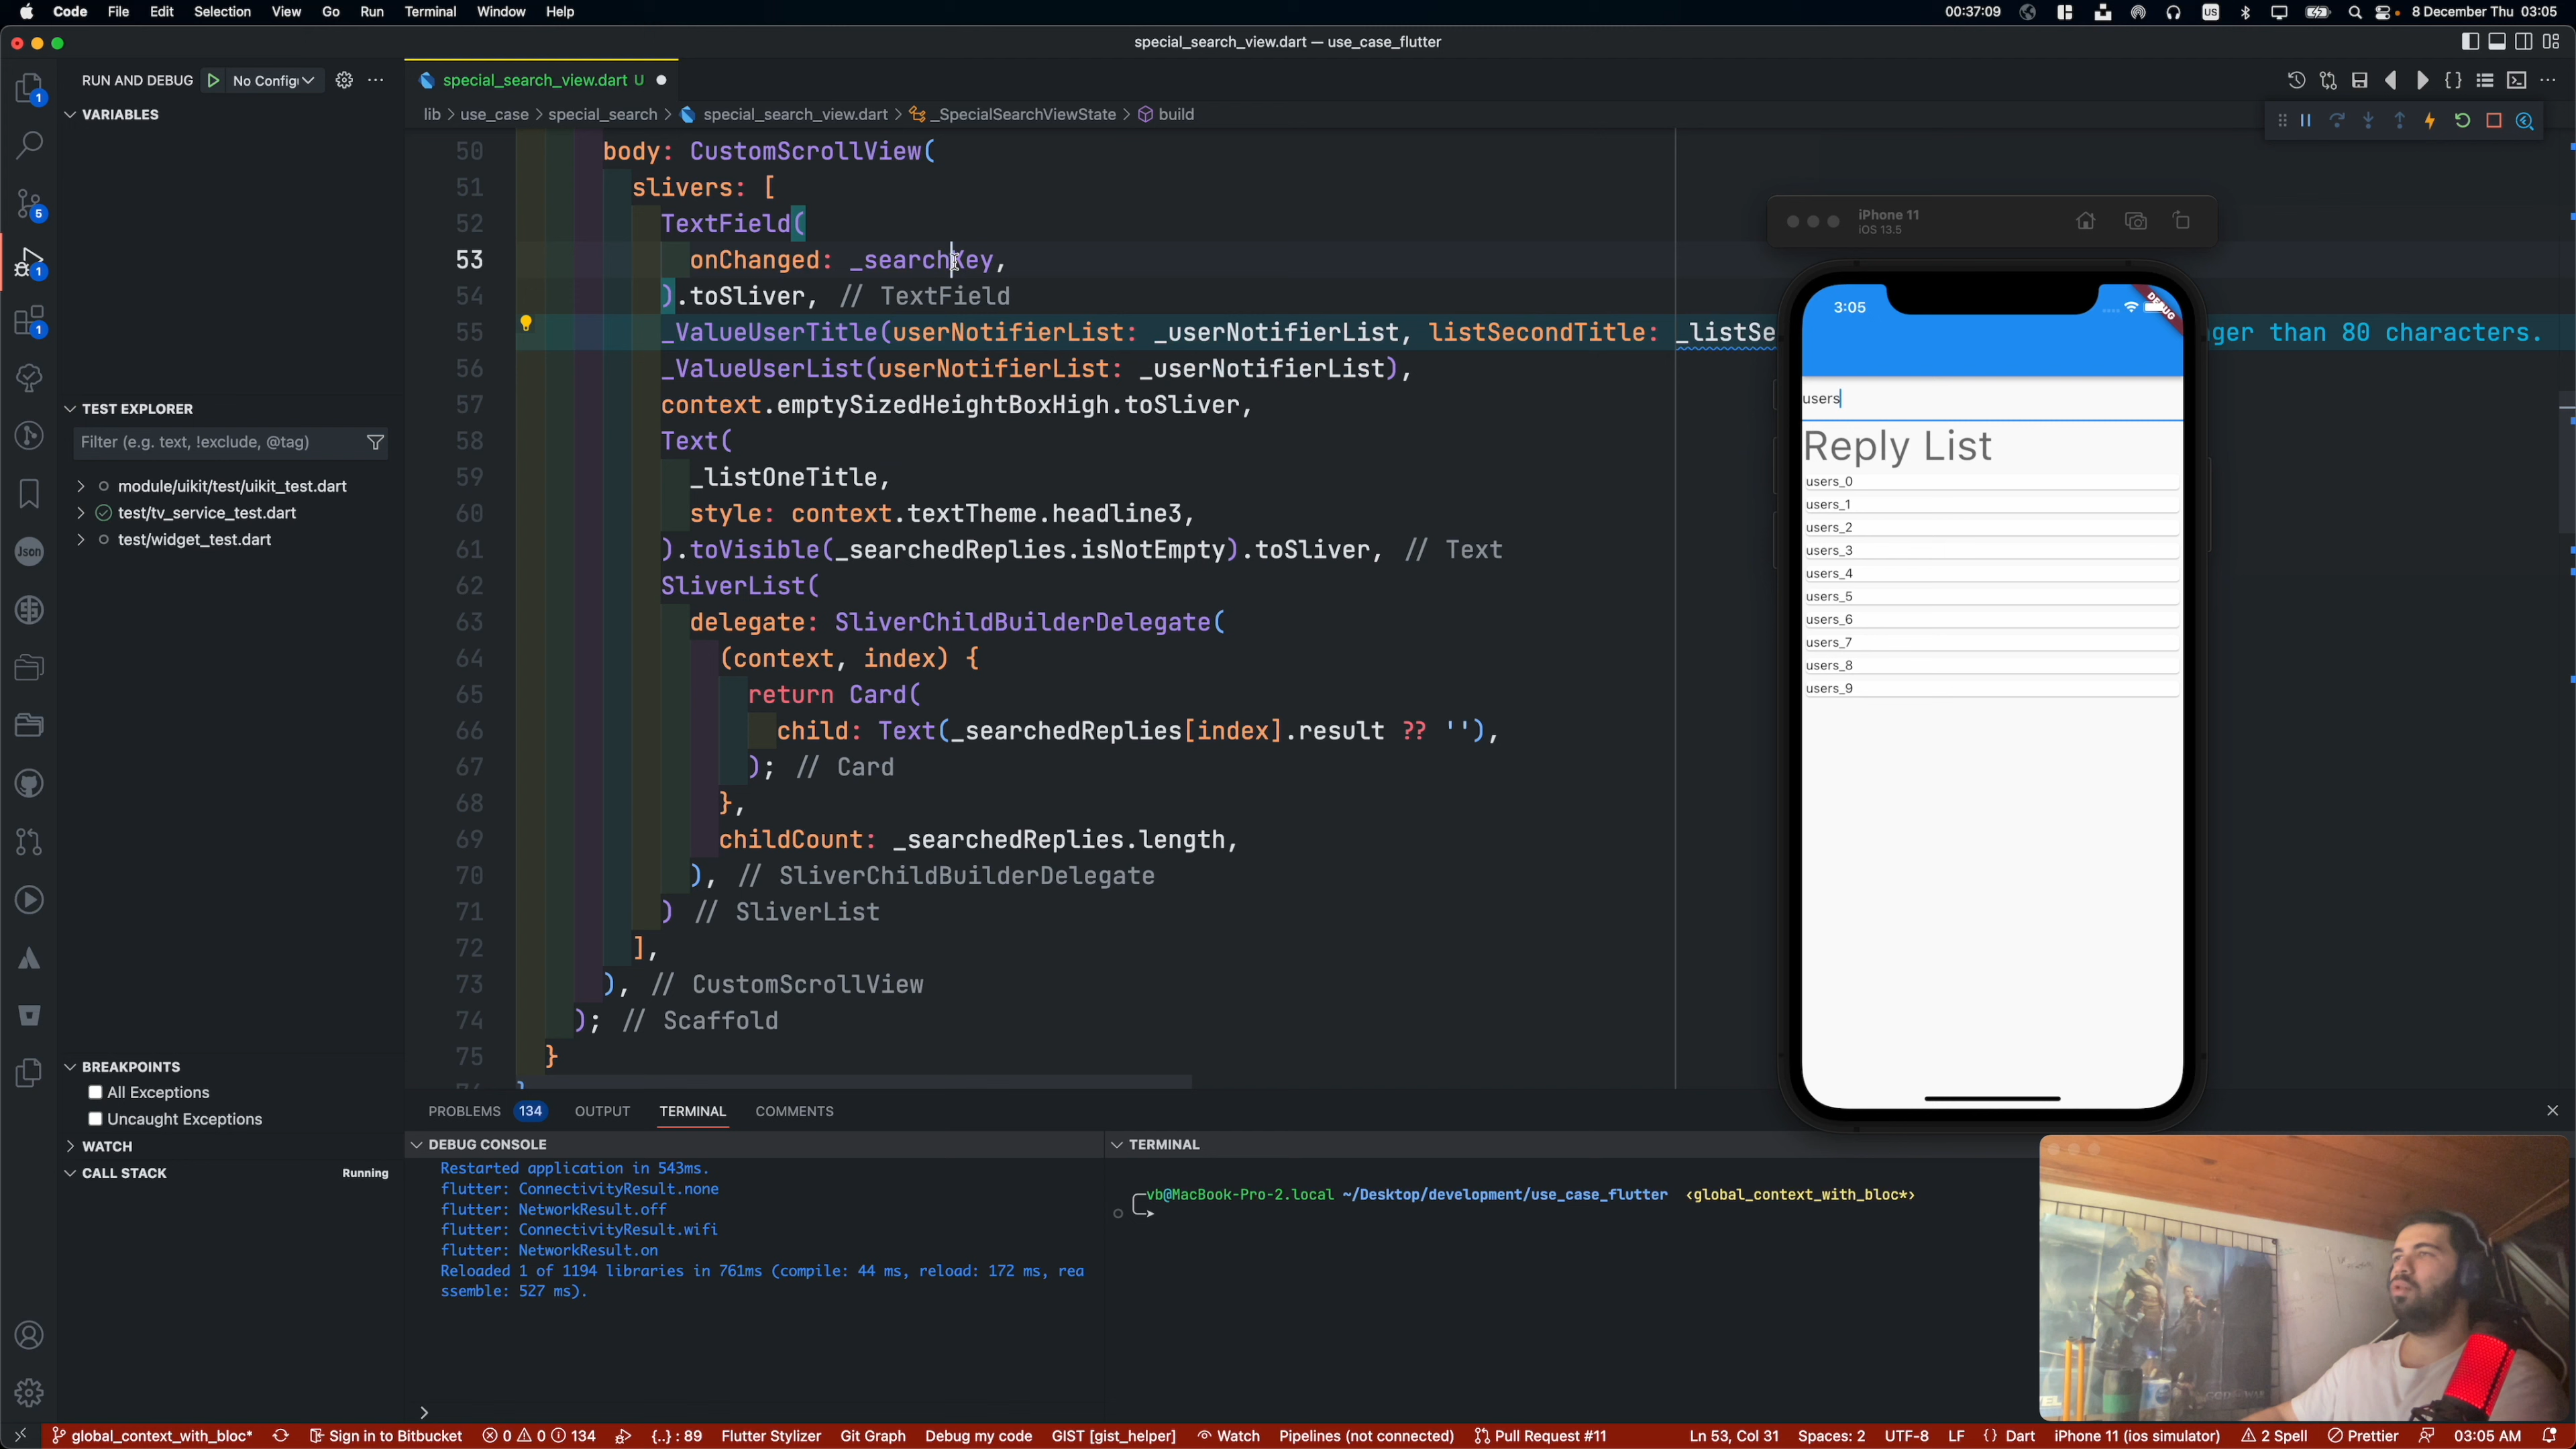 Code File Edit Selection View Go Run Terminal Window Help
00:37:09 US 8 December Thu 03:05
special_search_view.dart — use_case_flutter
RUN AND DEBUG No Config
special_search_view.dart U
lib > use_case > special_search > special_search_view.dart > _SpecialSearchViewState > build
VARIABLES
TEST EXPLORER
Filter (e.g. text, !exclude, @tag)
module/uikit/test/uikit_test.dart
test/tv_service_test.dart
test/widget_test.dart
BREAKPOINTS
All Exceptions
Uncaught Exceptions
WATCH
CALL STACK Running
1
5
1
1
Json
50 body: CustomScrollView(
51 slivers: [
52 TextField(
53 onChanged: _searchKey,
54 ).toSliver, // TextField
55 _ValueUserTitle(userNotifierList: _userNotifierList, listSecondTitle: _listSe
than 80 characters.
56 _ValueUserList(userNotifierList: _userNotifierList),
57 context.emptySizedHeightBoxHigh.toSliver,
58 Text(
59 _listOneTitle,
60 style: context.textTheme.headline3,
61 ).toVisible(_searchedReplies.isNotEmpty).toSliver, // Text
62 SliverList(
63 delegate: SliverChildBuilderDelegate(
64 (context, index) {
65 return Card(
66 child: Text(_searchedReplies[index].result ?? ''),
67 ); // Card
68 },
69 childCount: _searchedReplies.length,
70 ), // SliverChildBuilderDelegate
71 ) // SliverList
72 ],
73 ), // CustomScrollView
74 ); // Scaffold
75 }
iPhone 11
iOS 13.5
3:05
DEBUG
users
Reply List
users_0
users_1
users_2
users_3
users_4
users_5
users_6
users_7
users_8
users_9
PROBLEMS 134 OUTPUT TERMINAL COMMENTS
DEBUG CONSOLE
Restarted application in 543ms.
flutter: ConnectivityResult.none
flutter: NetworkResult.off
flutter: ConnectivityResult.wifi
flutter: NetworkResult.on
Reloaded 1 of 1194 libraries in 761ms (compile: 44 ms, reload: 172 ms, rea
ssemble: 527 ms).
TERMINAL
vb@MacBook-Pro-2.local ~/Desktop/development/use_case_flutter ‹global_context_with_bloc*›
GOD OF WAR
global_context_with_bloc* Sign in to Bitbucket 0 0 134 {..} : 89 Flutter Stylizer Git Graph Debug my code GIST [gist_helper] Watch Pipelines (not connected) Pull Request #11 Ln 53, Col 31 Spaces: 2 UTF-8 LF {} Dart iPhone 11 (ios simulator) 2 Spell Prettier 03:05 AM